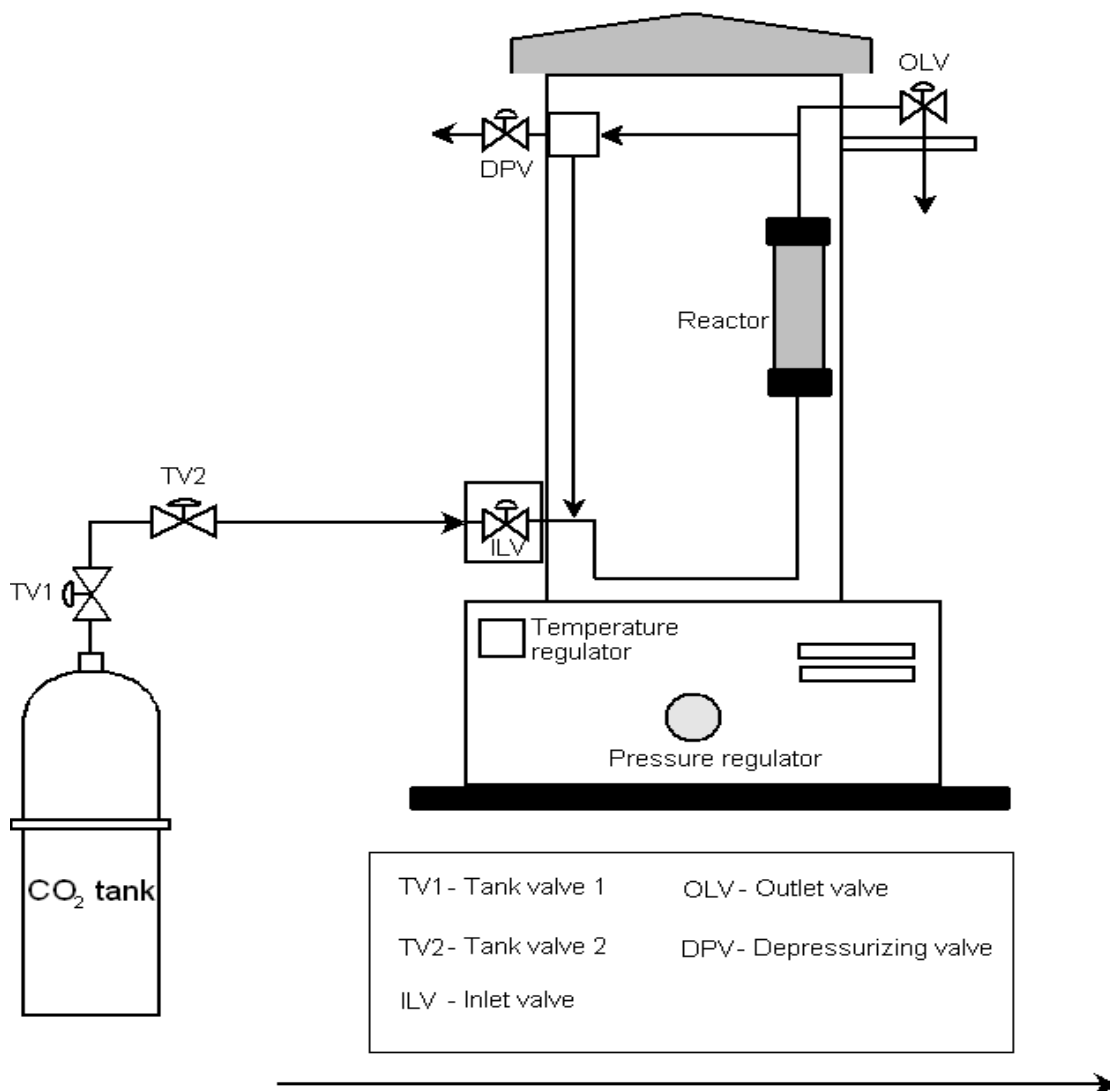 OLV
DPV
Reactor
TV2
TV1
ILV
Temperature
regulator
Pressure regulator
CO₂ tank
TV1 - Tank valve 1
OLV - Outlet valve
TV2 - Tank valve 2
DPV - Depressurizing valve
ILV - Inlet valve